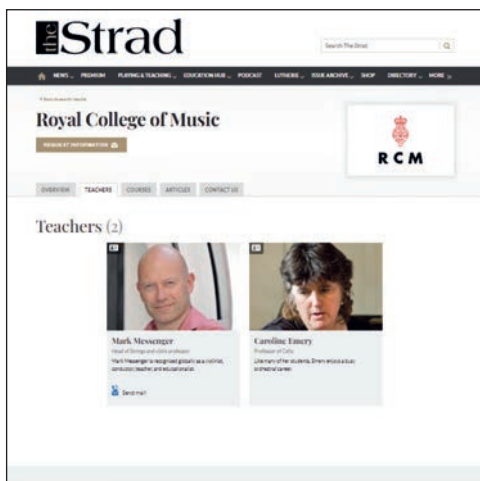 the Strad
Search The Strad
NEWS PREMIUM PLAYING & TEACHING EDUCATION HUB PODCAST LUTHERIE ISSUE ARCHIVE SHOP DIRECTORY MORE
Royal College of Music
REQUEST INFORMATION
RCM
OVERVIEW TEACHERS COURSES ARTICLES CONTACT US
Teachers (2)
Mark Messenger
Caroline Emery
Head of Strings and violin professor
Professor of Cello
Mark Messenger is recognised globally as a violinist,
conductor, teacher, and educationalist.
Like many of her students, Emery enjoys a busy
orchestral career.
Send mail